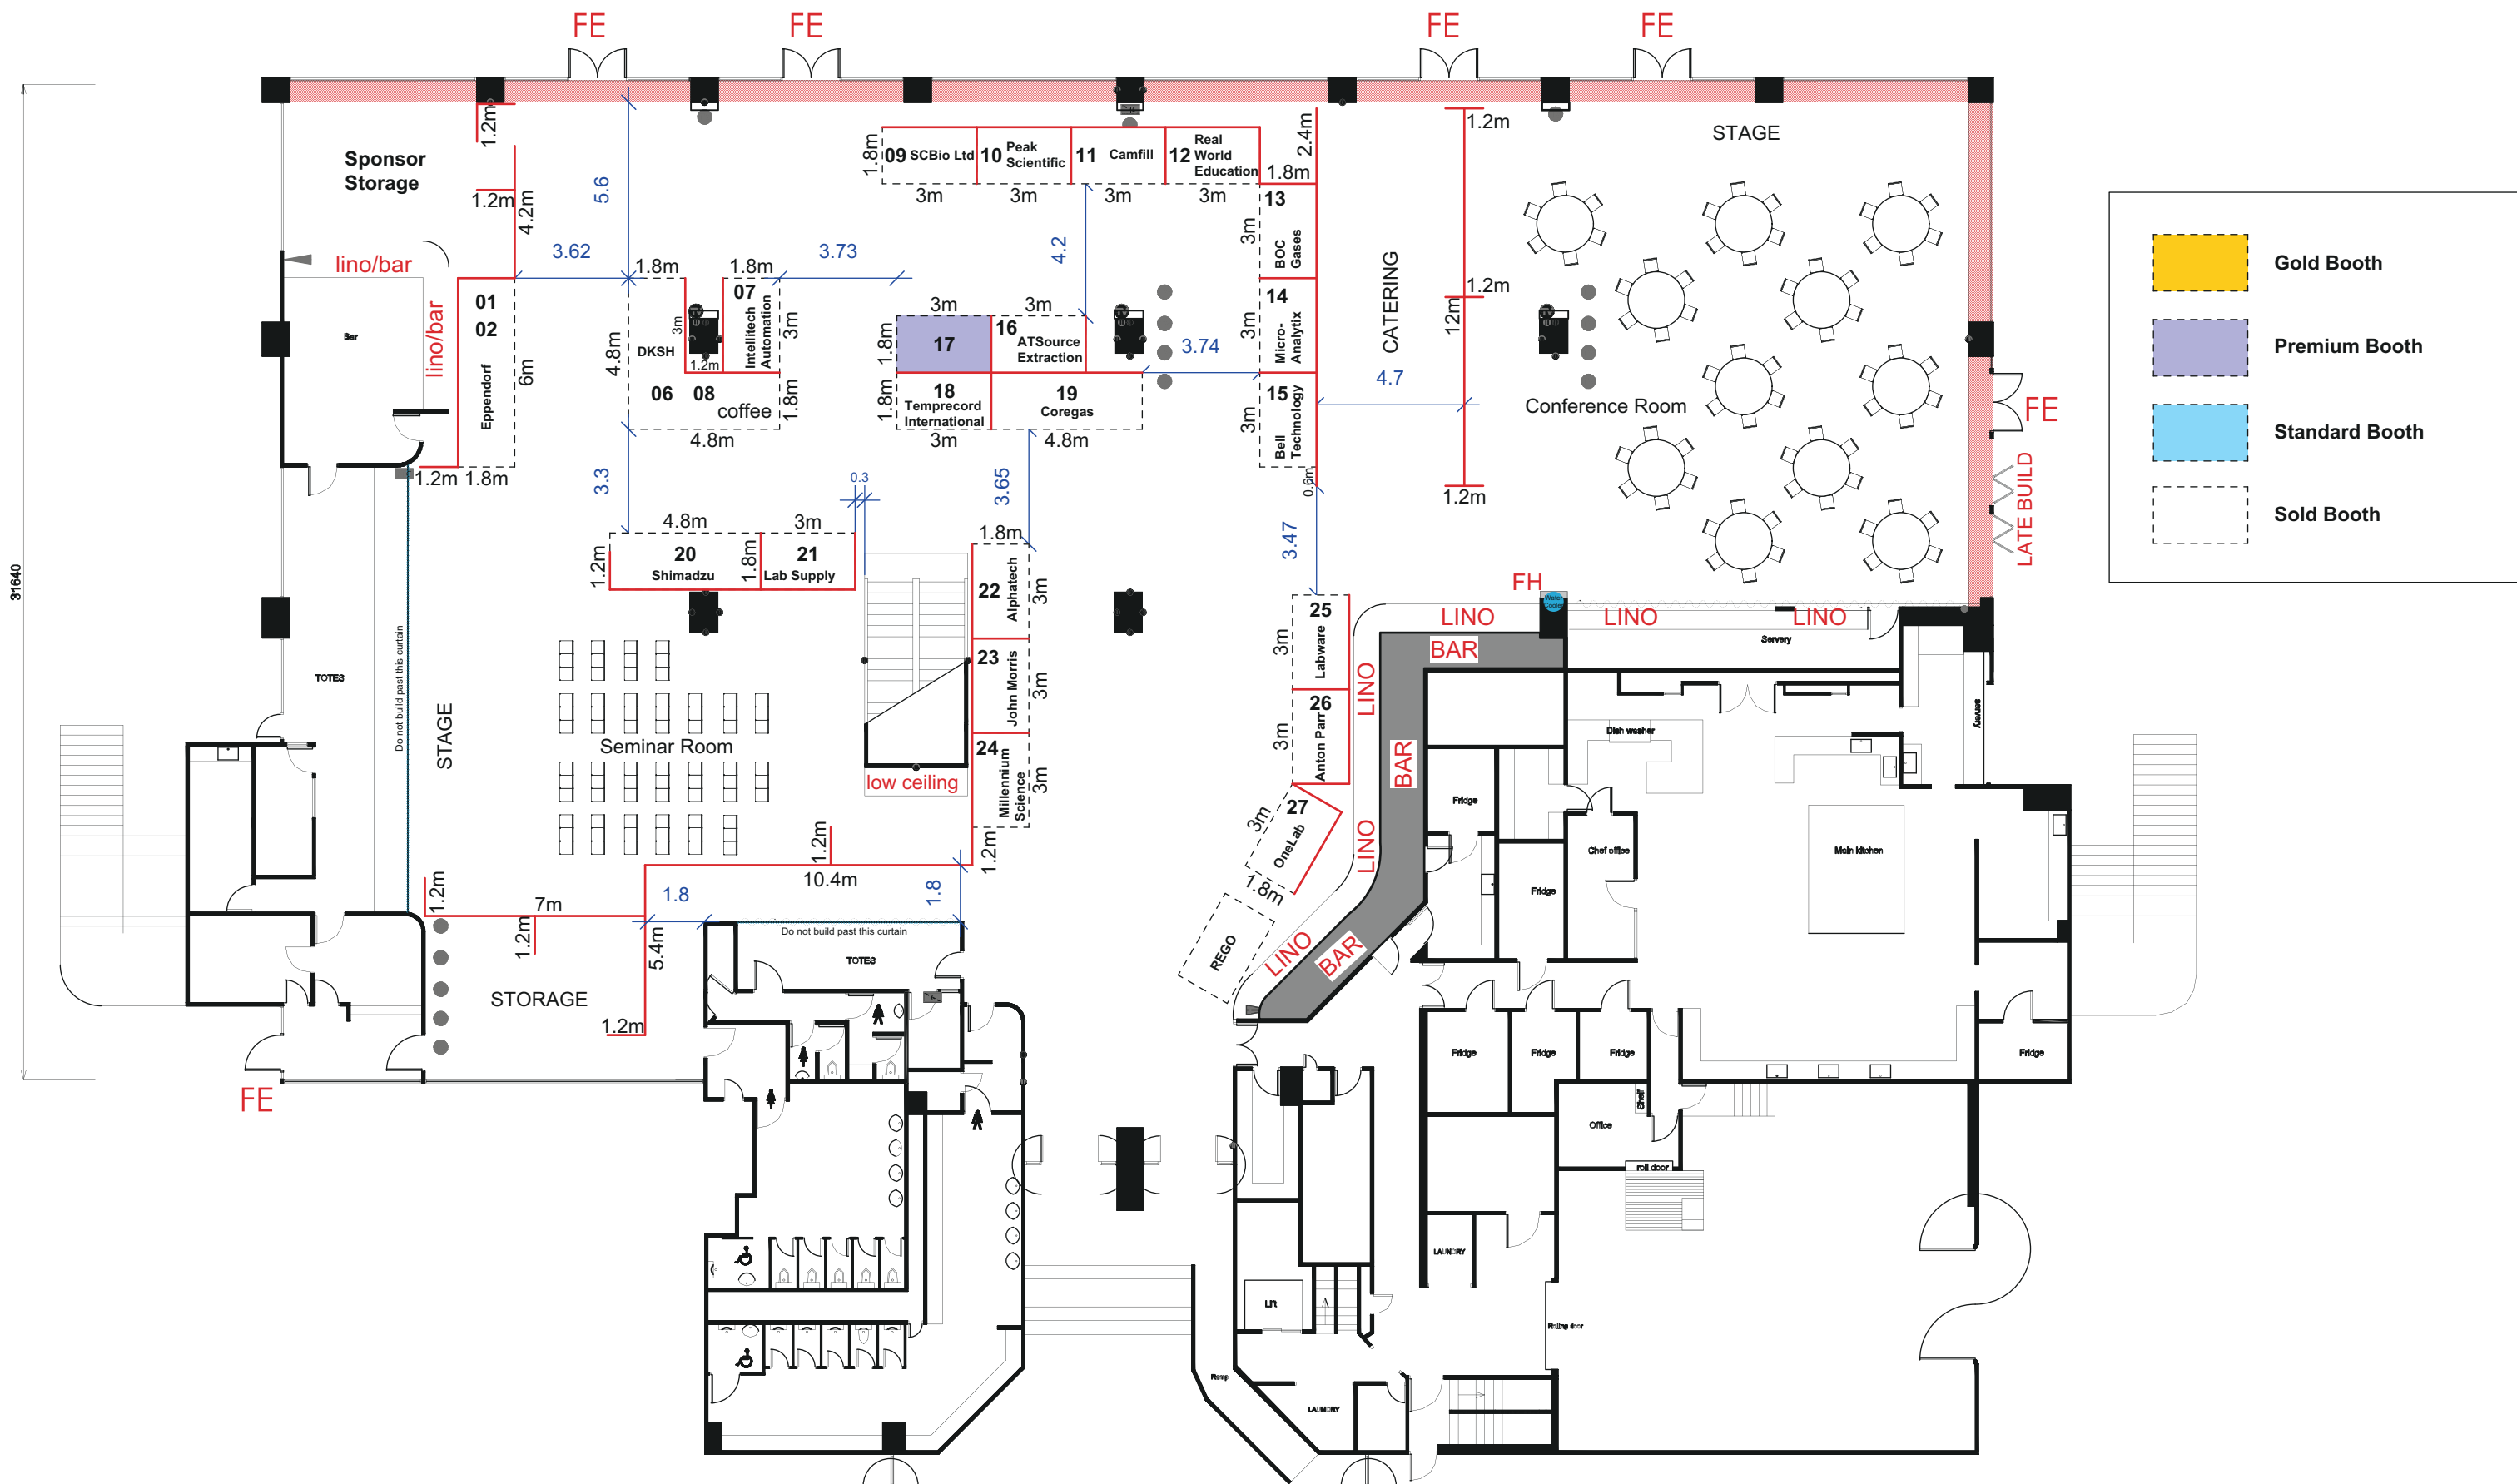 FE
FE
FE
FE
1.2m
Sponsor
Storage
1.2m
4.2m
5.6
1.8m
09 SCBio Ltd
10 Peak
Scientific
11 Camfill
12 Real
World
Education
3m
3m
3m
3m
1.8m
2.4m
1.2m
STAGE
lino/bar
lino/bar
Bar
3.62
1.8m
1.8m
3.73
4.2
13
BOC
Gases
3m
CATERING
1.2m
12m
01
02
Eppendorf
6m
1.2m
1.8m
4.8m
DKSH
3m
1.2m
07
Intellitech
Automation
3m
06
08
coffee
1.8m
4.8m
3m
3m
1.8m
17
16
ATSource
Extraction
1.8m
18
Temprecord
International
19
Coregas
3m
4.8m
3.74
14
Micro-
Analytix
3m
15
Bell
Technology
3m
0.6m
4.7
1.2m
Conference Room
FE
LATE BUILD
Gold Booth
Premium Booth
Standard Booth
Sold Booth
31640
3.3
0.3
3.65
3.47
4.8m
3m
1.2m
20
Shimadzu
1.8m
21
Lab Supply
1.8m
22
Alphatech
3m
23
John Morris
3m
24
Millennium
Science
3m
1.2m
TOTES
Do not build past this curtain
STAGE
Seminar Room
low ceiling
25
Labware
3m
26
Anton Parr
3m
27
OneLab
3m
1.8m
REGO
FH
Water
Cooler
LINO
LINO
LINO
BAR
Servery
LINO
BAR
LINO
LINO
BAR
servery
Dish washer
Fridge
Chef office
Fridge
Main kitchen
1.2m
10.4m
1.2m
7m
1.2m
1.8
1.8
5.4m
Do not build past this curtain
TOTES
STORAGE
1.2m
FE
Fridge
Fridge
Fridge
Fridge
Shelf
Office
roll door
LAUNDRY
Lift
Rolling door
Ramp
LAUNDRY